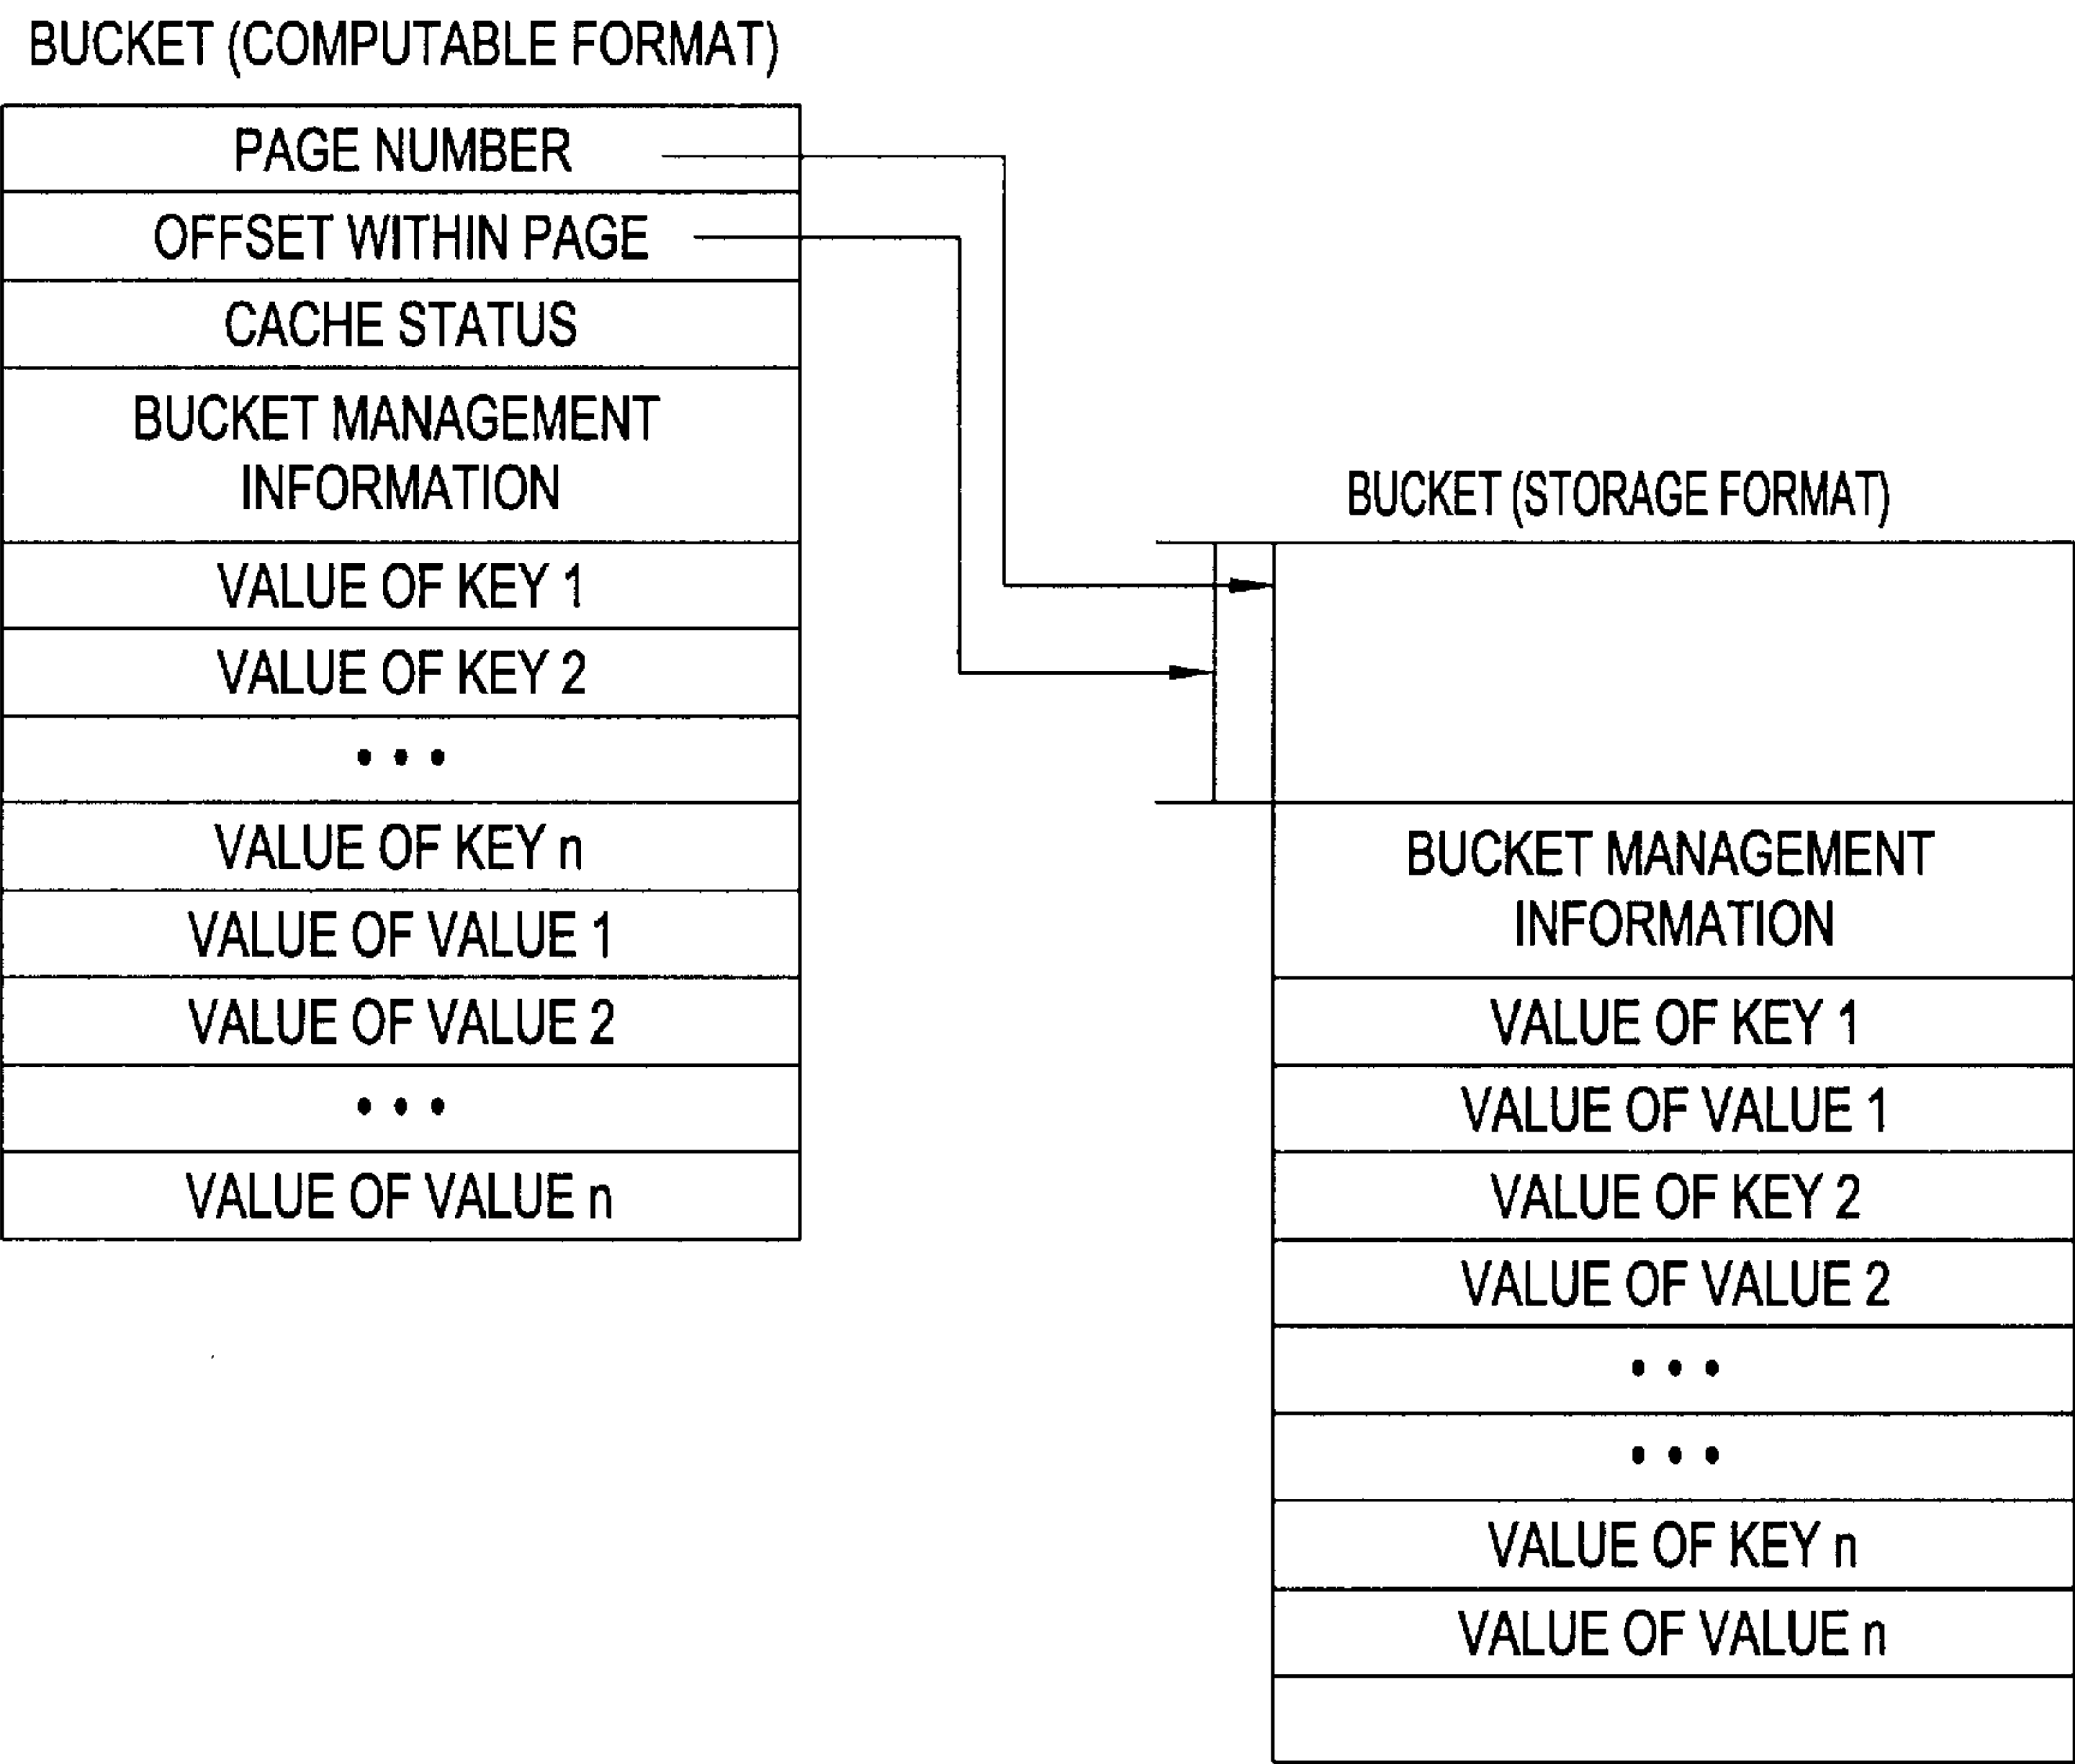 BUCKET (COMPUTABLE FORMAT)
PAGE NUMBER
OFFSET WITHIN PAGE
CACHE STATUS
BUCKET MANAGEMENT
INFORMATION
VALUE OF KEY 1
VALUE OF KEY 2
• • •
VALUE OF KEY n
VALUE OF VALUE 1
VALUE OF VALUE 2
• • •
VALUE OF VALUE n
BUCKET (STORAGE FORMAT)
BUCKET MANAGEMENT
INFORMATION
VALUE OF KEY 1
VALUE OF VALUE 1
VALUE OF KEY 2
VALUE OF VALUE 2
• • •
• • •
VALUE OF KEY n
VALUE OF VALUE n